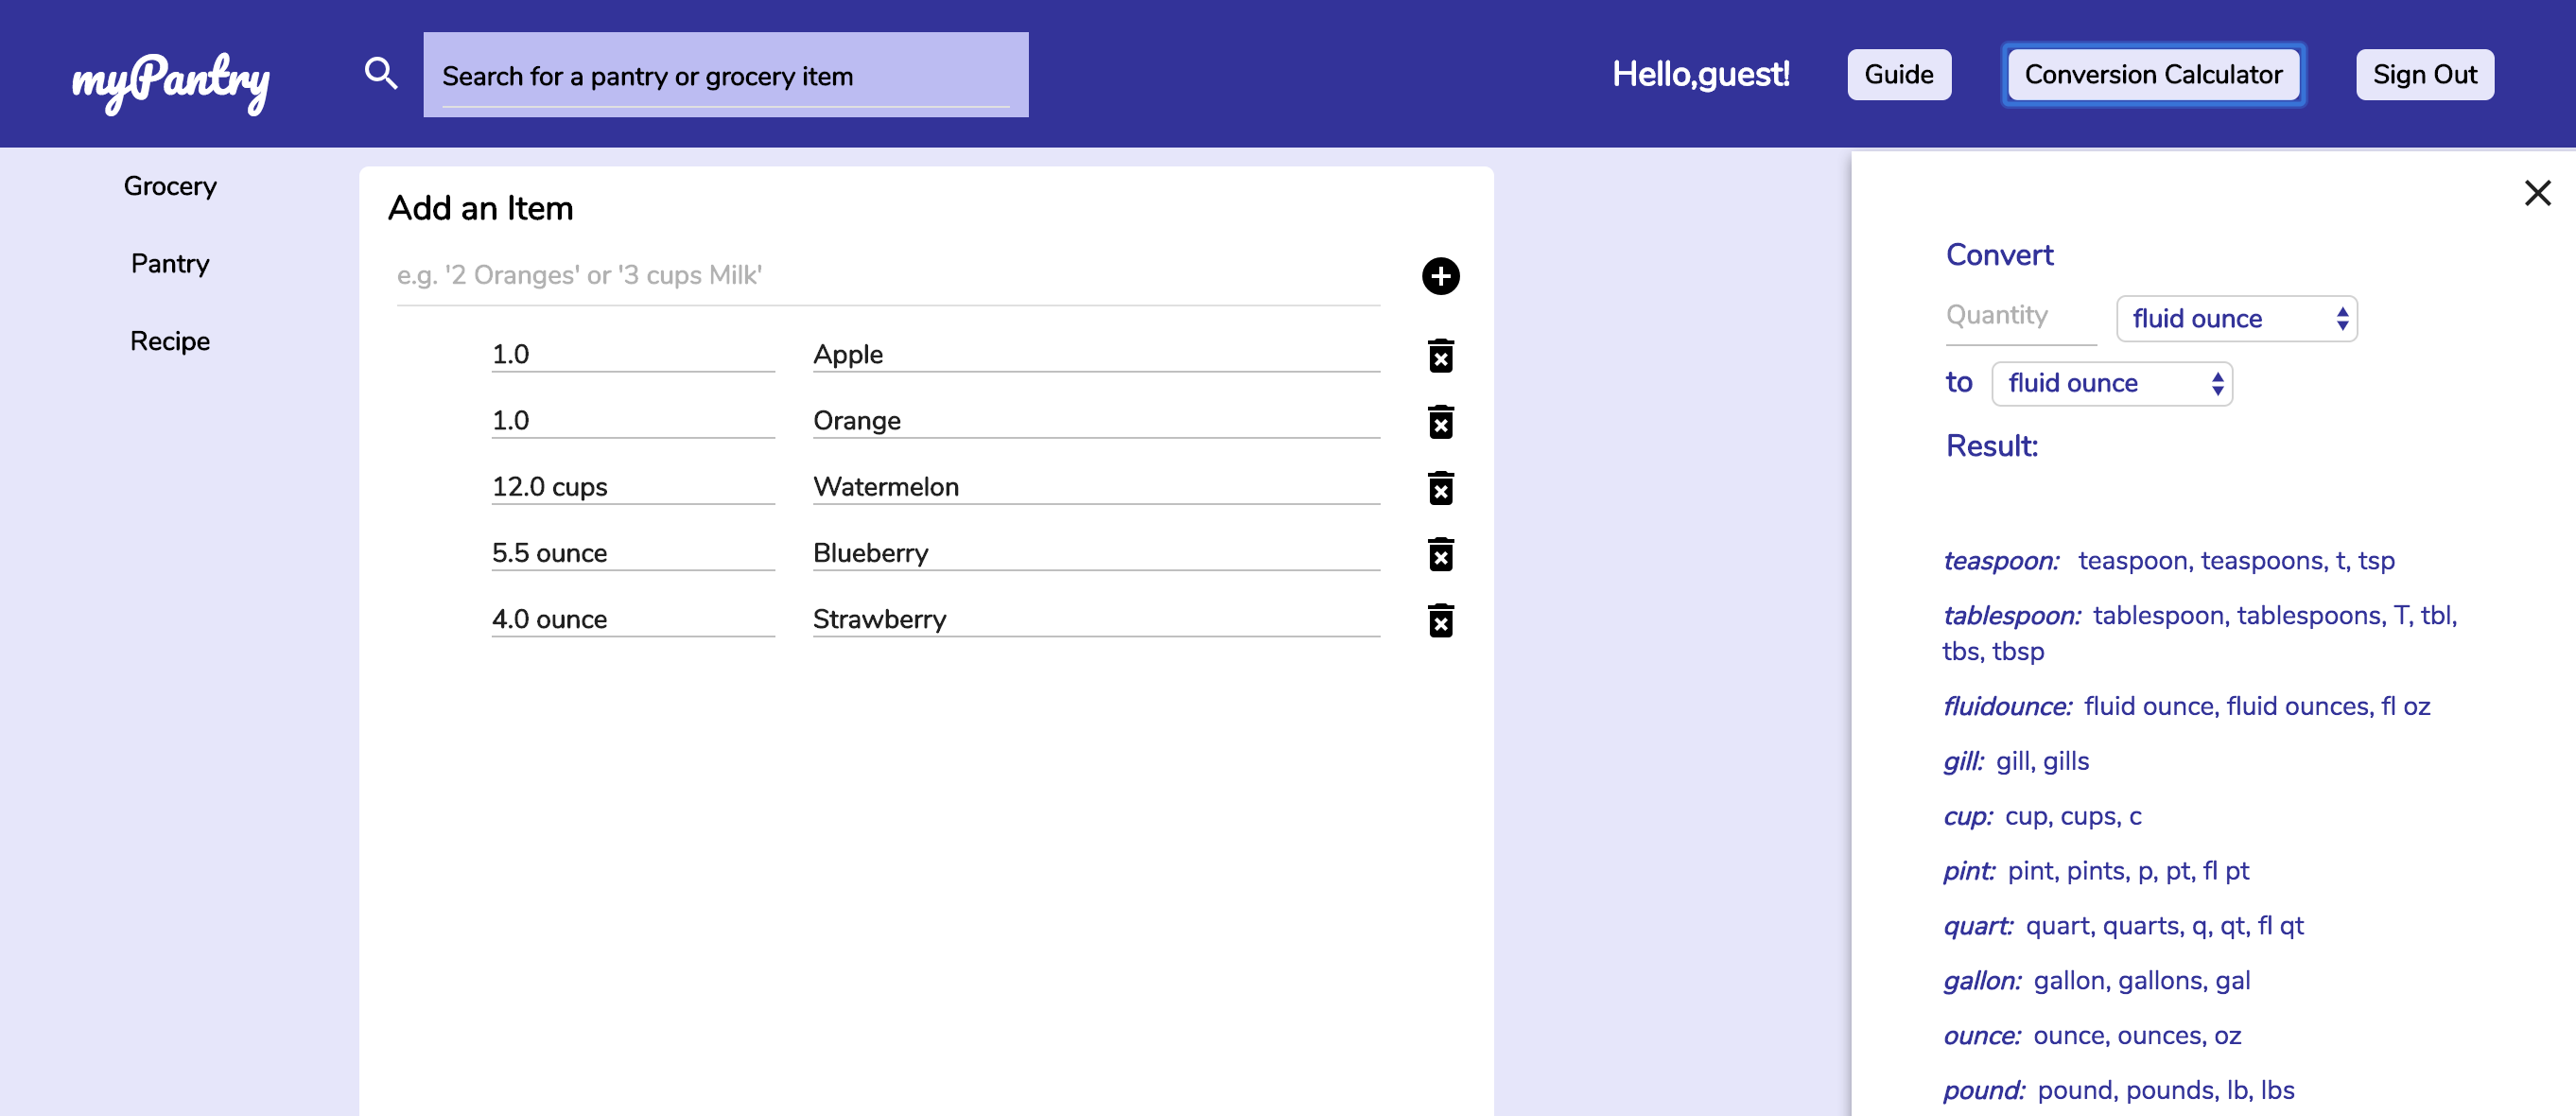 myPantry
Search for a pantry or grocery item
Hello,guest!
Guide
Conversion Calculator
Sign Out
Grocery
Pantry
Recipe
Add an Item
e.g. '2 Oranges' or '3 cups Milk'
1.0 Apple
1.0 Orange
12.0 cups Watermelon
5.5 ounce Blueberry
4.0 ounce Strawberry
Convert
Quantity fluid ounce
to fluid ounce
Result:
teaspoon: teaspoon, teaspoons, t, tsp
tablespoon: tablespoon, tablespoons, T, tbl,
tbs, tbsp
fluidounce: fluid ounce, fluid ounces, fl oz
gill: gill, gills
cup: cup, cups, c
pint: pint, pints, p, pt, fl pt
quart: quart, quarts, q, qt, fl qt
gallon: gallon, gallons, gal
ounce: ounce, ounces, oz
pound: pound, pounds, lb, lbs